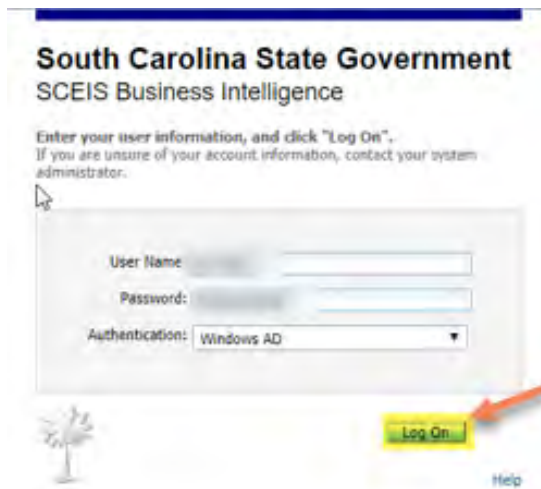 South Carolina State Government
SCEIS Business Intelligence
Enter your user information, and click "Log On".
If you are unsure of your account information, contact your system
administrator.
User Name
Password:
Authentication: Windows AD
Log On
Help